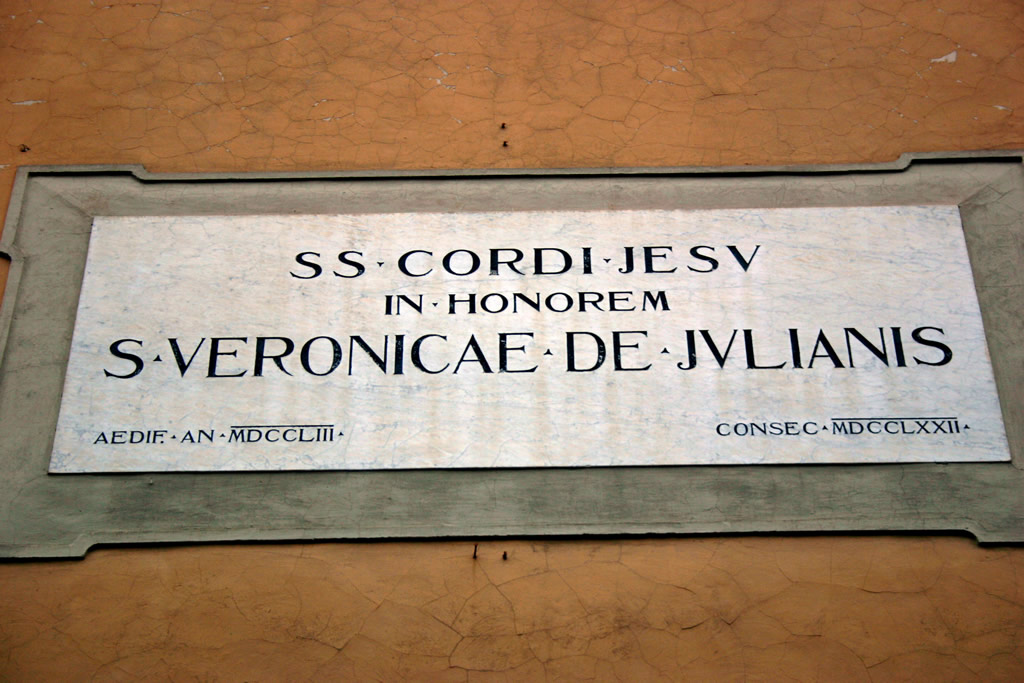 SS · CORDI · JESV
IN · HONOREM
S · VERONICAE · DE · JVLIANIS
AEDIF. · AN · MDCCLIII · CONSEC · MDCCLXXII ·